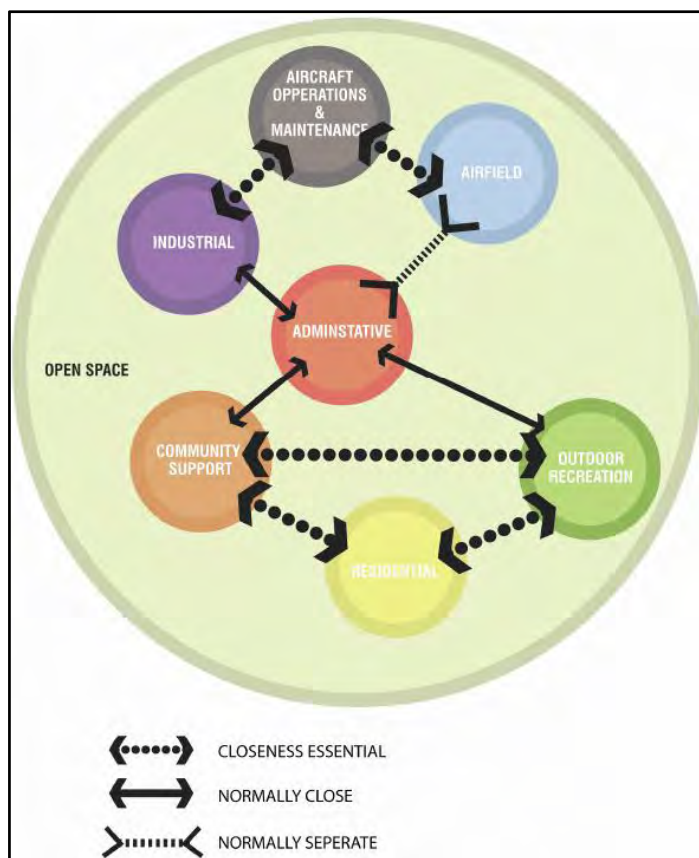 AIRCRAFT
OPPERATIONS
&
MAINTENANCE
AIRFIELD
INDUSTRIAL
ADMINSTATIVE
OPEN SPACE
COMMUNITY
SUPPORT
OUTDOOR
RECREATION
RESIDENTIAL
CLOSENESS ESSENTIAL
NORMALLY CLOSE
NORMALLY SEPERATE